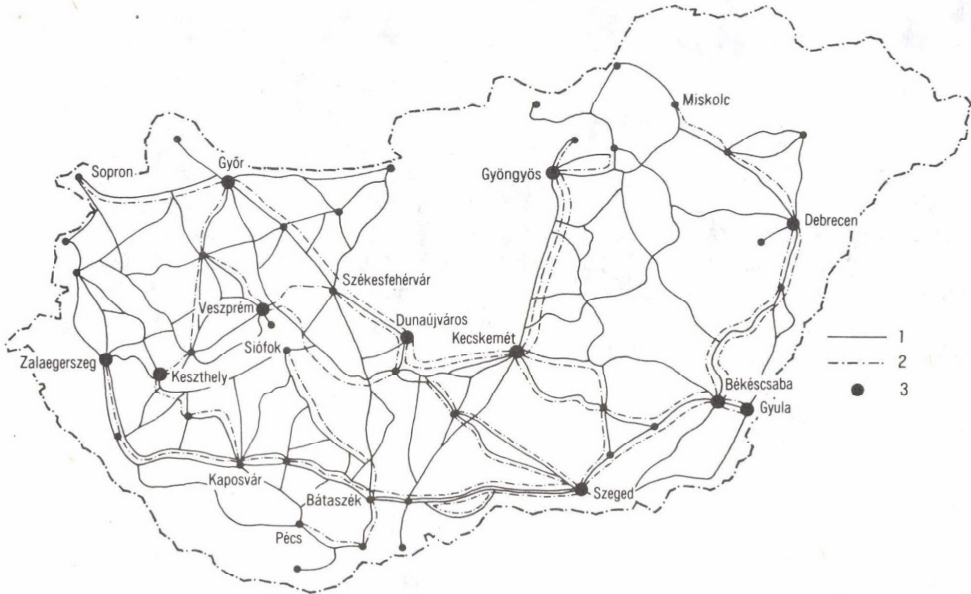 Miskolc
Sopron
Győr
Gyöngyös
Debrecen
Székesfehérvár
Veszprém
Dunaújváros
Siófok
Kecskemét
Zalaegerszeg
Keszthely
Békéscsaba
Gyula
Kaposvár
Bátaszék
Szeged
Pécs
1
2
3